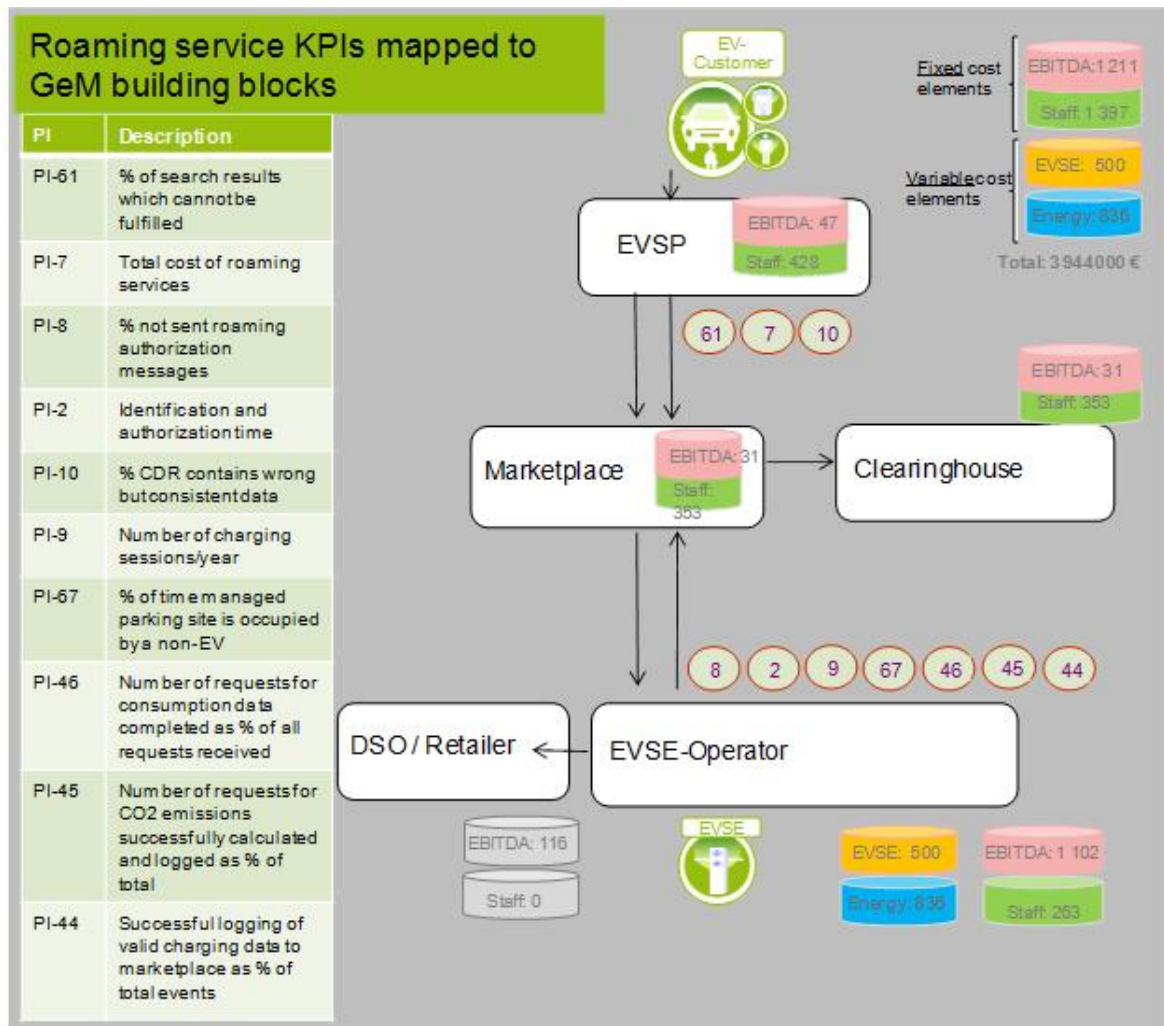 Roaming service KPIs mapped to
GeM building blocks
PI Description
PI-61 % of search results
which cannot be
fulfilled
PI-7 Total cost of roaming
services
PI-8 % not sent roaming
authorization
messages
PI-2 Identification and
authorization time
PI-10 % CDR contains wrong
but consistent data
PI-9 Number of charging
sessions/year
PI-67 % of time managed
parking site is occupied
by a non-EV
PI-46 Number of requests for
consumption data
completed as % of all
requests received
PI-45 Number of requests for
CO2 emissions
successfully calculated
and logged as % of
total
PI-44 Successful logging of
valid charging data to
marketplace as % of
total events
EV-
Customer
Fixed cost
elements
EBITDA:1 211
Staff: 1 397
Variable cost
elements
EVSE: 500
Energy:836
Total: 3944000 €
EVSP
EBITDA: 47
Staff: 428
61 7 10
EBITDA: 31
Staff: 353
Marketplace
EBITDA: 31
Staff:
353
Clearinghouse
8 2 9 67 46 45 44
DSO / Retailer
EVSE-Operator
EBITDA: 116
Staff: 0
EVSE
EVSE: 500
Energy:836
EBITDA: 1 102
Staff: 263